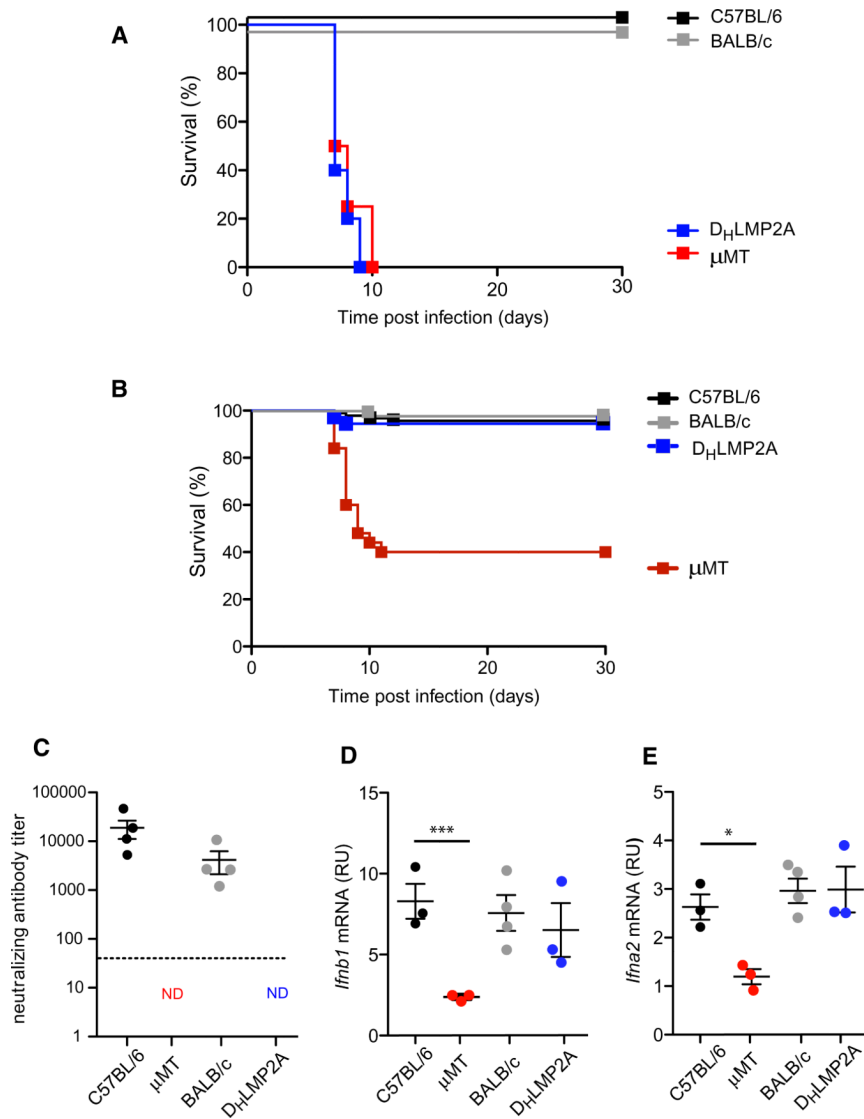 A
Survival (%)
100
80
60
40
20
0
0 10 20 30
Time post infection (days)
C57BL/6
BALB/c
DHLMP2A
μMT
B
Survival (%)
100
80
60
40
20
0
0 10 20 30
Time post infection (days)
C57BL/6
BALB/c
DHLMP2A
μMT
C
neutralizing antibody titer
100000
10000
1000
100
10
1
ND
ND
C57BL/6 μMT BALB/c DHLMP2A
D
Ifnb1 mRNA (RU)
15
10
5
0
***
C57BL/6 μMT BALB/c DHLMP2A
E
Ifna2 mRNA (RU)
5
4
3
2
1
0
*
C57BL/6 μMT BALB/c DHLMP2A